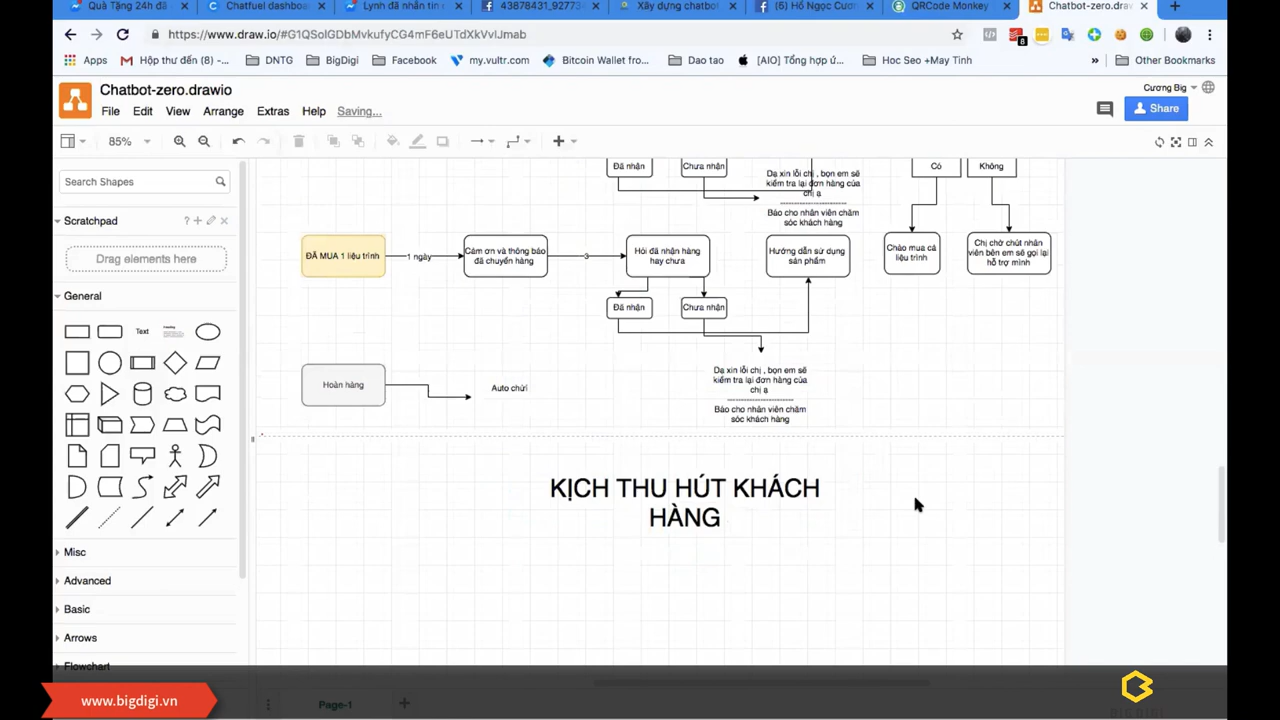 Quà Tặng 24h đã
Chatfuel dashboa
Lynh đã nhắn tin
43878431_92773
Xây dựng chatbot
(6) Hồ Ngọc Cươn
QRCode Monkey
Chatbot-zero.draw
https://www.draw.io/#G1QSolGDbMvkufyCG4mF6eUTdXkVvlJmab
8
Apps
Hộp thư đến (8) -...
DNTG
BigDigi
Facebook
my.vultr.com
Bitcoin Wallet fro...
Dao tao
[AIO] Tổng hợp ứ...
Hoc Seo +May Tinh
Other Bookmarks
Chatbot-zero.drawio
Cương Big
File
Edit
View
Arrange
Extras
Help
Saving...
Share
85%
Search Shapes
Scratchpad
Drag elements here
General
Text
Heading
Misc
Advanced
Basic
Arrows
Flowchart
Đã nhận
Chưa nhận
Dạ xin lỗi chị , bọn em sẽ
kiểm tra lại đơn hàng của
chị ạ
Báo cho nhân viên chăm
sóc khách hàng
Có
Không
ĐÃ MUA 1 liệu trình
1 ngày
Cám ơn và thông báo
đã chuyển hàng
3
Hỏi đã nhận hàng
hay chưa
Hướng dẫn sử dụng
sản phẩm
Chào mua cả
liệu trình
Chị chờ chút nhân
viên bên em sẽ gọi lại
hỗ trợ mình
Đã nhận
Chưa nhận
Hoàn hàng
Auto chửi
Dạ xin lỗi chị , bọn em sẽ
kiểm tra lại đơn hàng của
chị ạ
Báo cho nhân viên chăm
sóc khách hàng
KỊCH THU HÚT KHÁCH
HÀNG
www.bigdigi.vn
Page-1
BIG DIGI